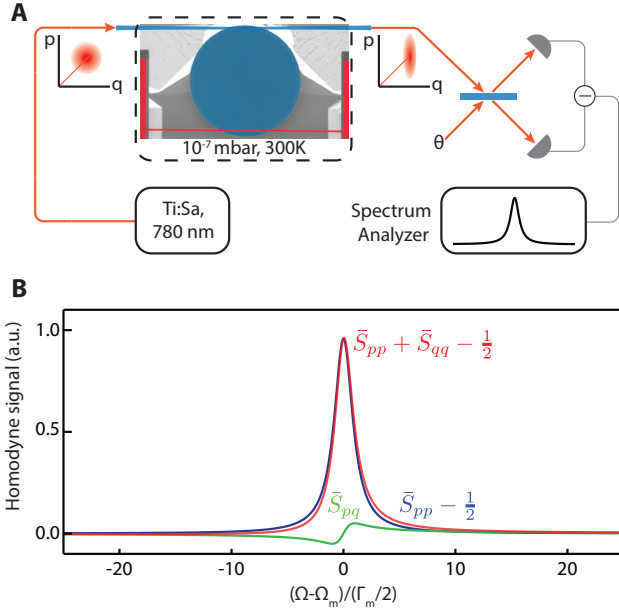 A
p
q
p
q
10⁻⁷ mbar, 300K
θ
Ti:Sa,
780 nm
Spectrum
Analyzer
B
Homodyne signal (a.u.)
1.0
0.5
0.0
S̄pp + S̄qq − 1/2
S̄pq
S̄pp − 1/2
-20
-10
0
10
20
(Ω-Ωm)/(Γm/2)